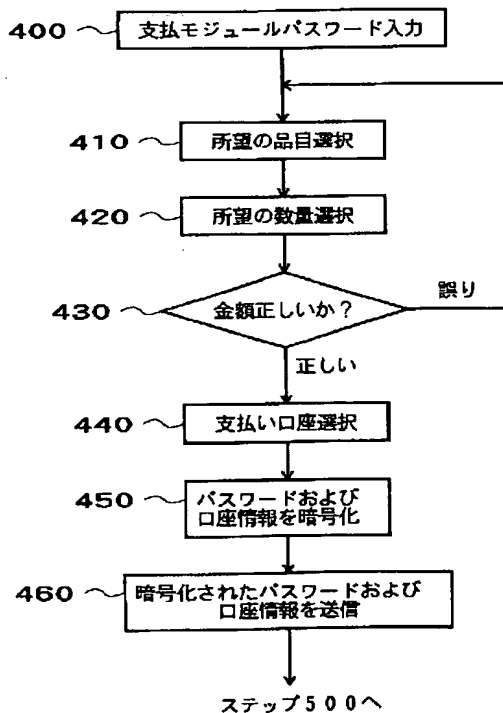 400 支払モジュールパスワード入力
410 所望の品目選択
420 所望の数量選択
430 金額正しいか？
誤り
正しい
440 支払い口座選択
450 パスワードおよび
口座情報を暗号化
460 暗号化されたパスワードおよび
口座情報を送信
ステップ500へ